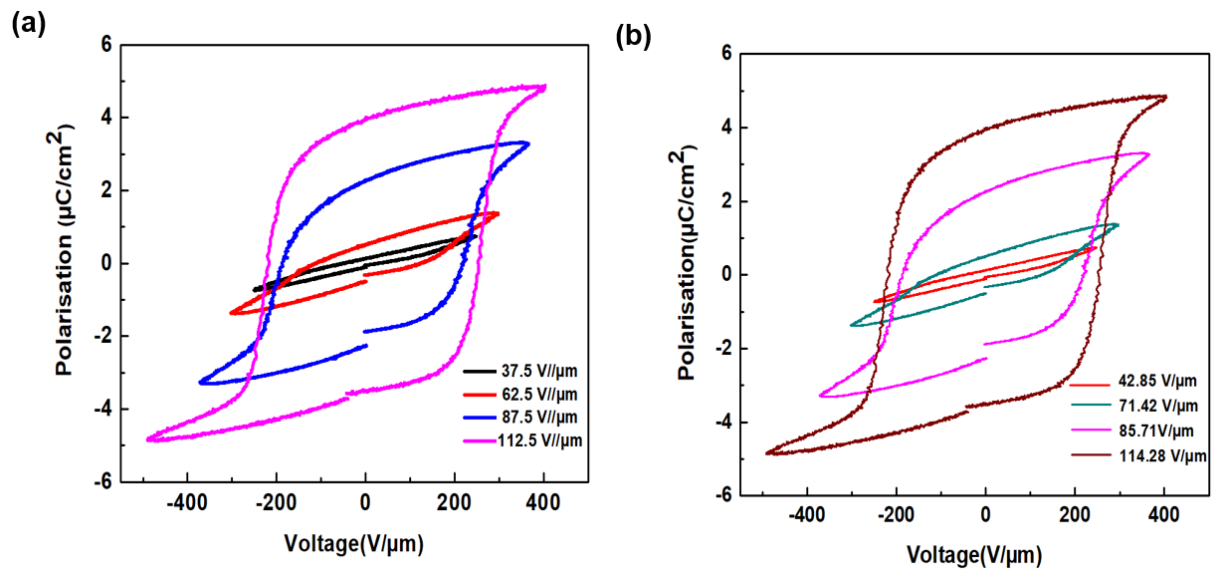 (a)
6
4
2
0
-2
-4
-6
-400
-200
0
200
400
Polarisation (µC/cm2)
Voltage(V/µm)
37.5 V//µm
62.5 V//µm
87.5 V//µm
112.5 V//µm
(b)
6
4
2
0
-2
-4
-6
-400
-200
0
200
400
Polarisation(µC/cm2)
Voltage(V/µm)
42.85 V/µm
71.42 V/µm
85.71V/µm
114.28 V/µm